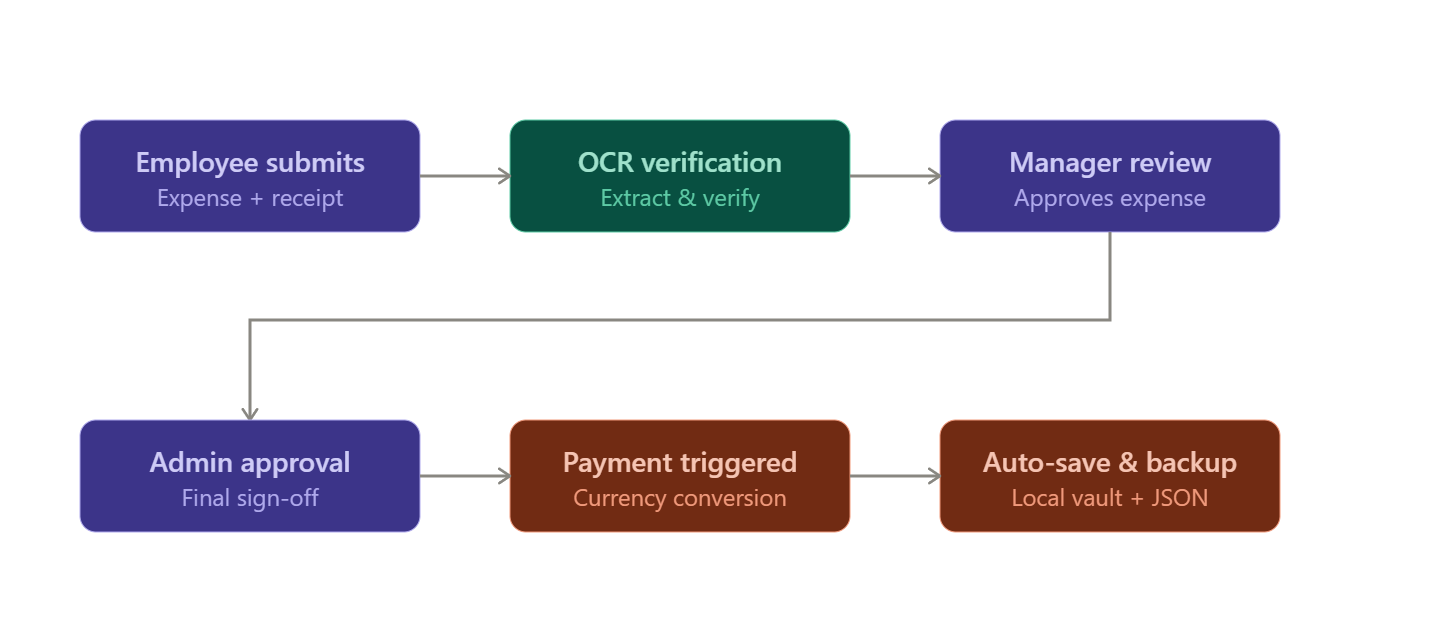 Employee submits
Expense + receipt
OCR verification
Extract & verify
Manager review
Approves expense
Admin approval
Final sign-off
Payment triggered
Currency conversion
Auto-save & backup
Local vault + JSON